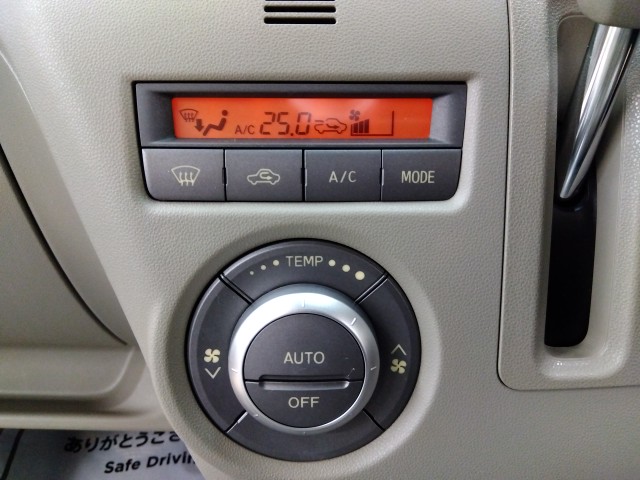 A/C 25.0
A/C MODE
TEMP
AUTO
OFF
ありがとうござ
Safe Drivin